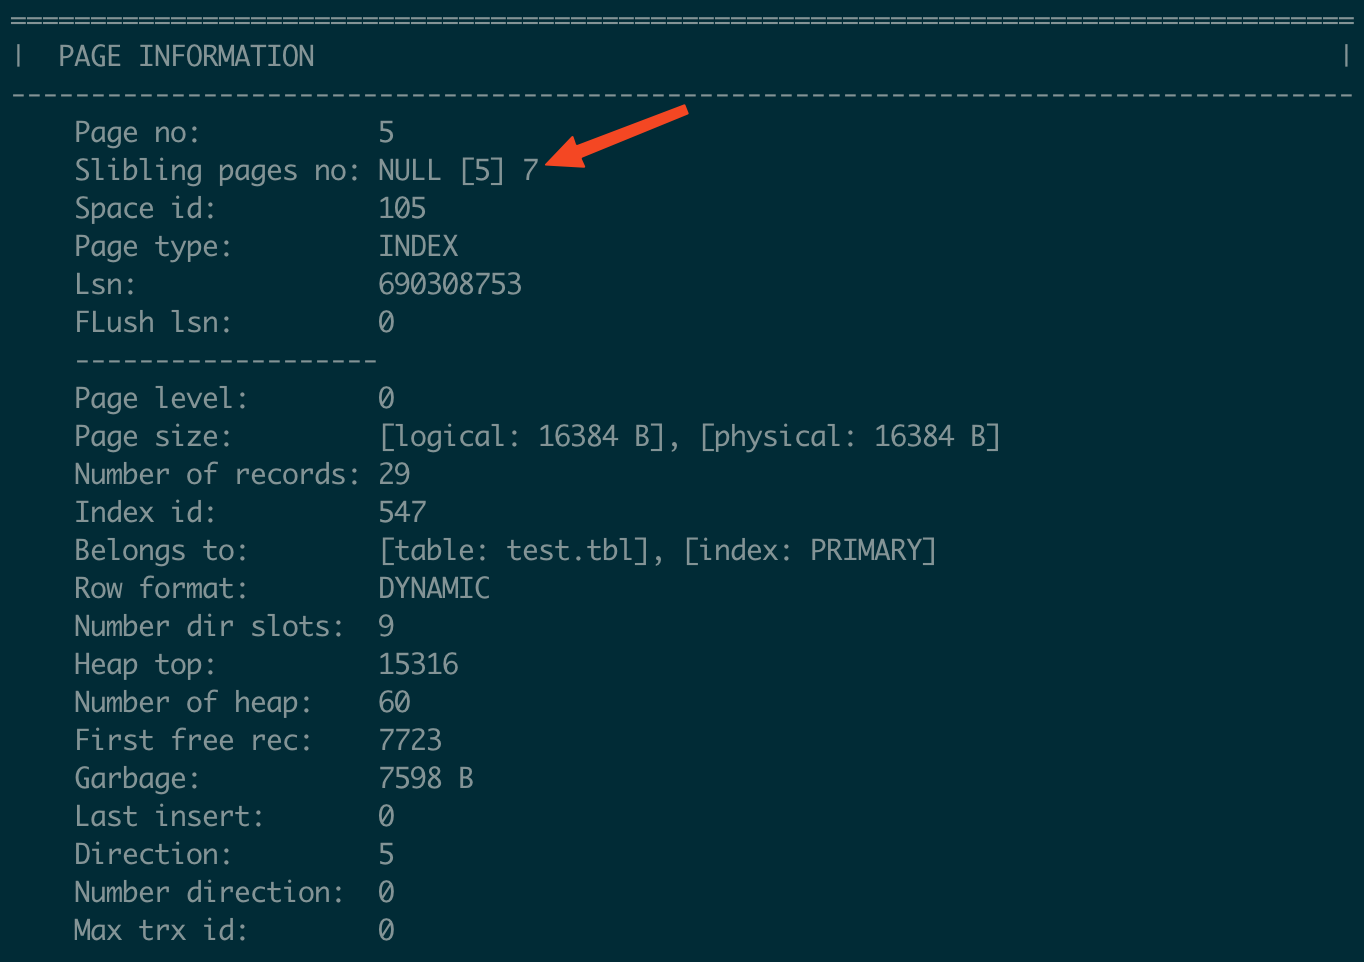 ================================================================================
| PAGE INFORMATION |
--------------------------------------------------------------------------------
Page no: 5
Slibling pages no: NULL [5] 7
Space id: 105
Page type: INDEX
Lsn: 690308753
FLush lsn: 0
-------------------
Page level: 0
Page size: [logical: 16384 B], [physical: 16384 B]
Number of records: 29
Index id: 547
Belongs to: [table: test.tbl], [index: PRIMARY]
Row format: DYNAMIC
Number dir slots: 9
Heap top: 15316
Number of heap: 60
First free rec: 7723
Garbage: 7598 B
Last insert: 0
Direction: 5
Number direction: 0
Max trx id: 0